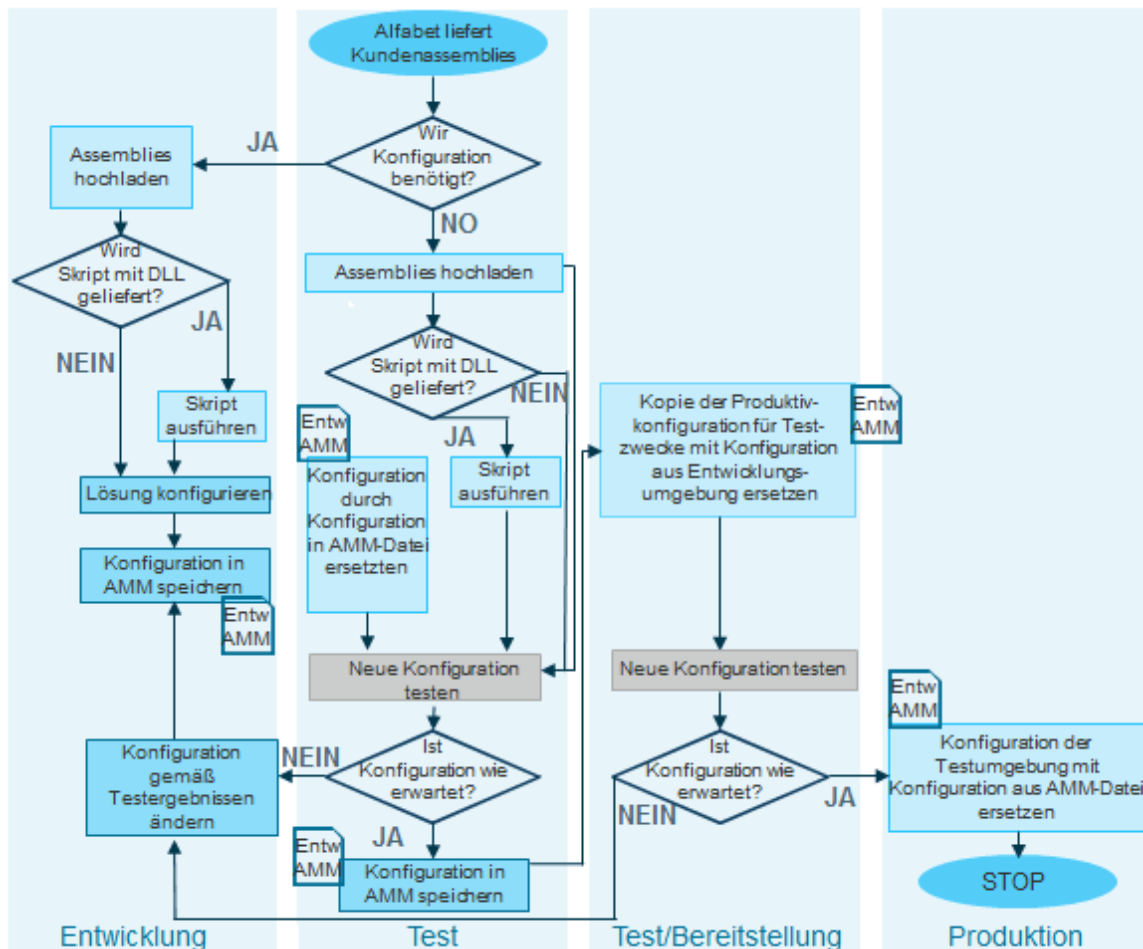 Alfabet liefert
Kundenassemblies
Wir
Konfiguration
benötigt?
JA
Assemblies
hochladen
NO
Wird
Skript mit DLL
geliefert?
JA
NEIN
Skript
ausführen
Lösung konfigurieren
Konfiguration in
AMM speichern
Entw
AMM
Konfiguration
gemäß
Testergebnissen
ändern
Assemblies hochladen
Wird
Skript mit DLL
geliefert?
NEIN
JA
Entw
AMM
Konfiguration
durch
Konfiguration
in AMM-Datei
ersetzten
Skript
ausführen
Neue Konfiguration
testen
Ist
Konfiguration wie
erwartet?
NEIN
JA
Entw
AMM
Konfiguration in
AMM speichern
Kopie der Produktiv-
konfiguration für Test-
zwecke mit Konfiguration
aus Entwicklungs-
umgebung ersetzen
Entw
AMM
Neue Konfiguration testen
Ist
Konfiguration wie
erwartet?
NEIN
JA
Entw
AMM
Konfiguration der
Testumgebung mit
Konfiguration aus AMM-Datei
ersetzen
STOP
Entwicklung
Test
Test/Bereitstellung
Produktion